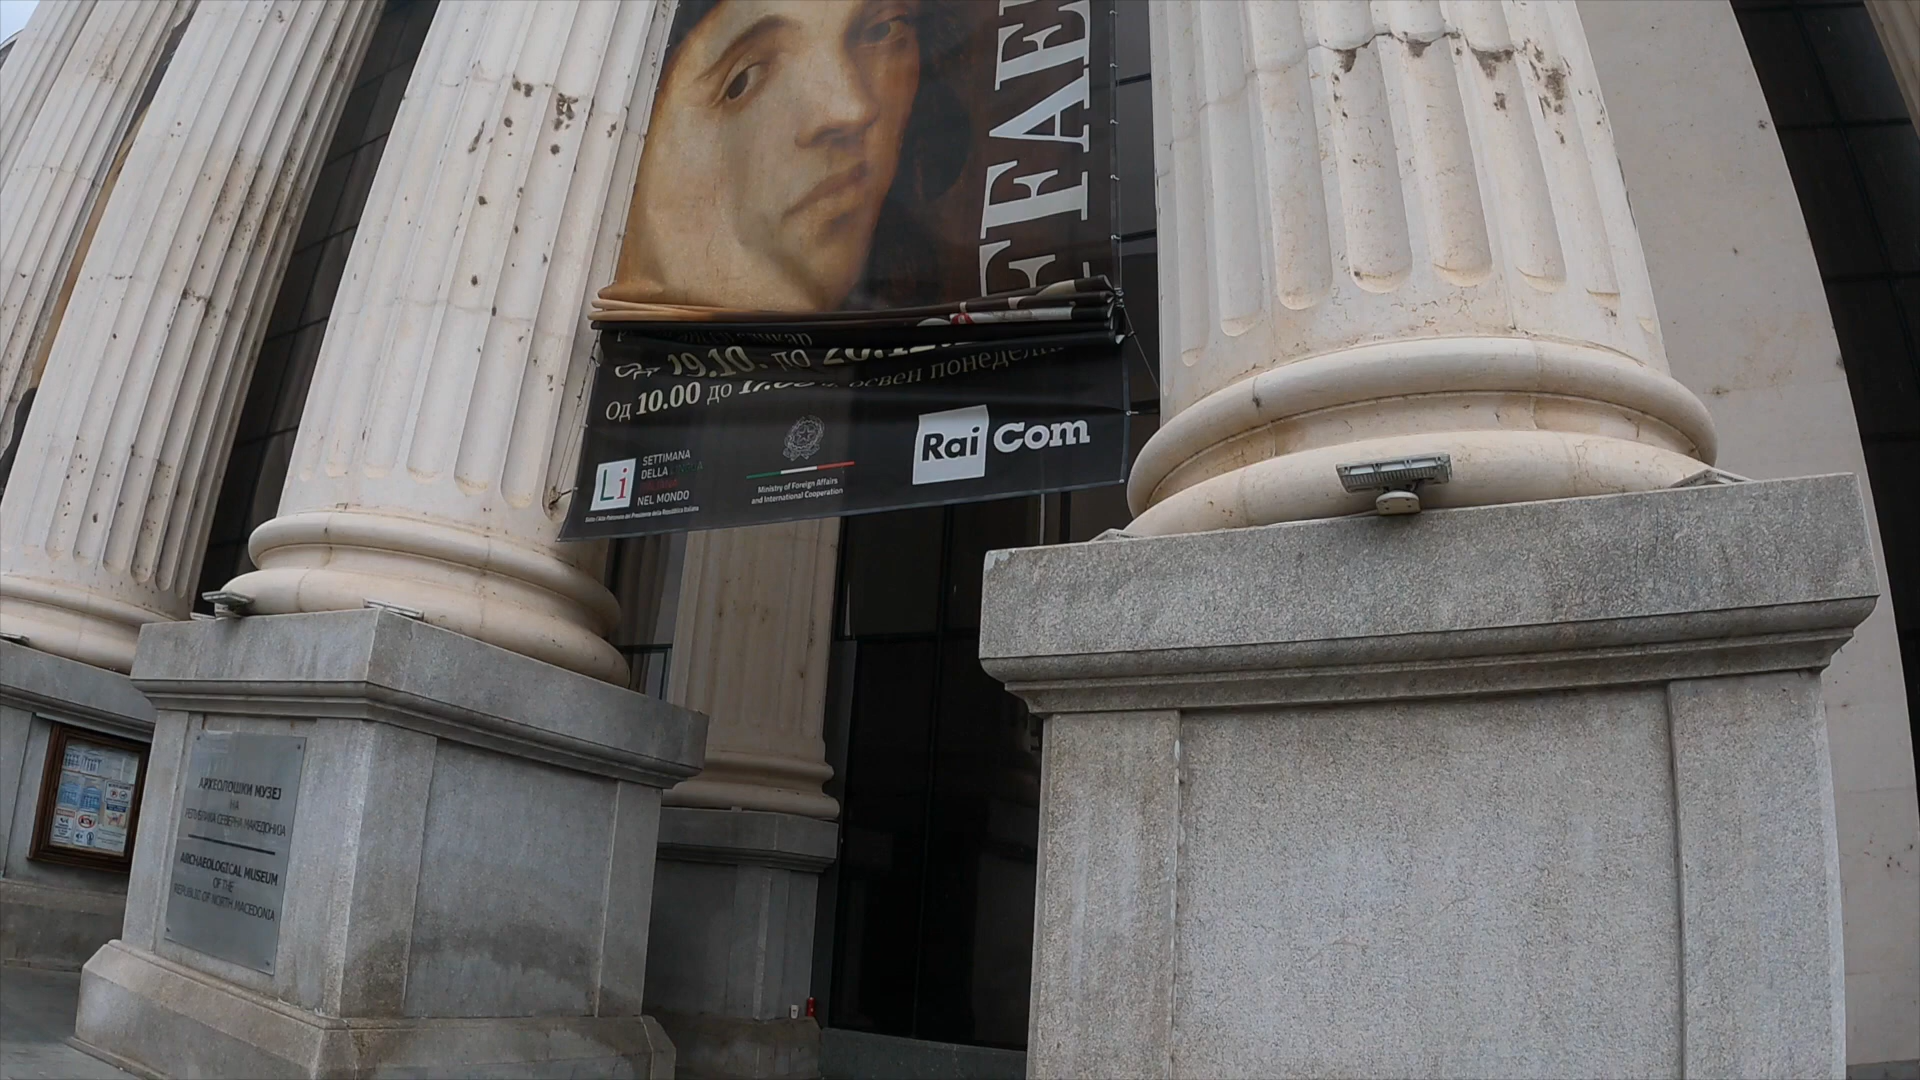 FAE
Од 19.10. до
Од 10.00 до освен
Li
SETTIMANA
DELLA LINGUA
NEL MONDO
Ministry of Foreign Affairs
and International Cooperation
Rai Com
АРХЕОЛОШКИ МУЗЕЈ
НА
РЕПУБЛИКА СЕВЕРНА МАКЕДОНИЈА
ARCHAEOLOGICAL MUSEUM
OF THE
REPUBLIC OF NORTH MACEDONIA